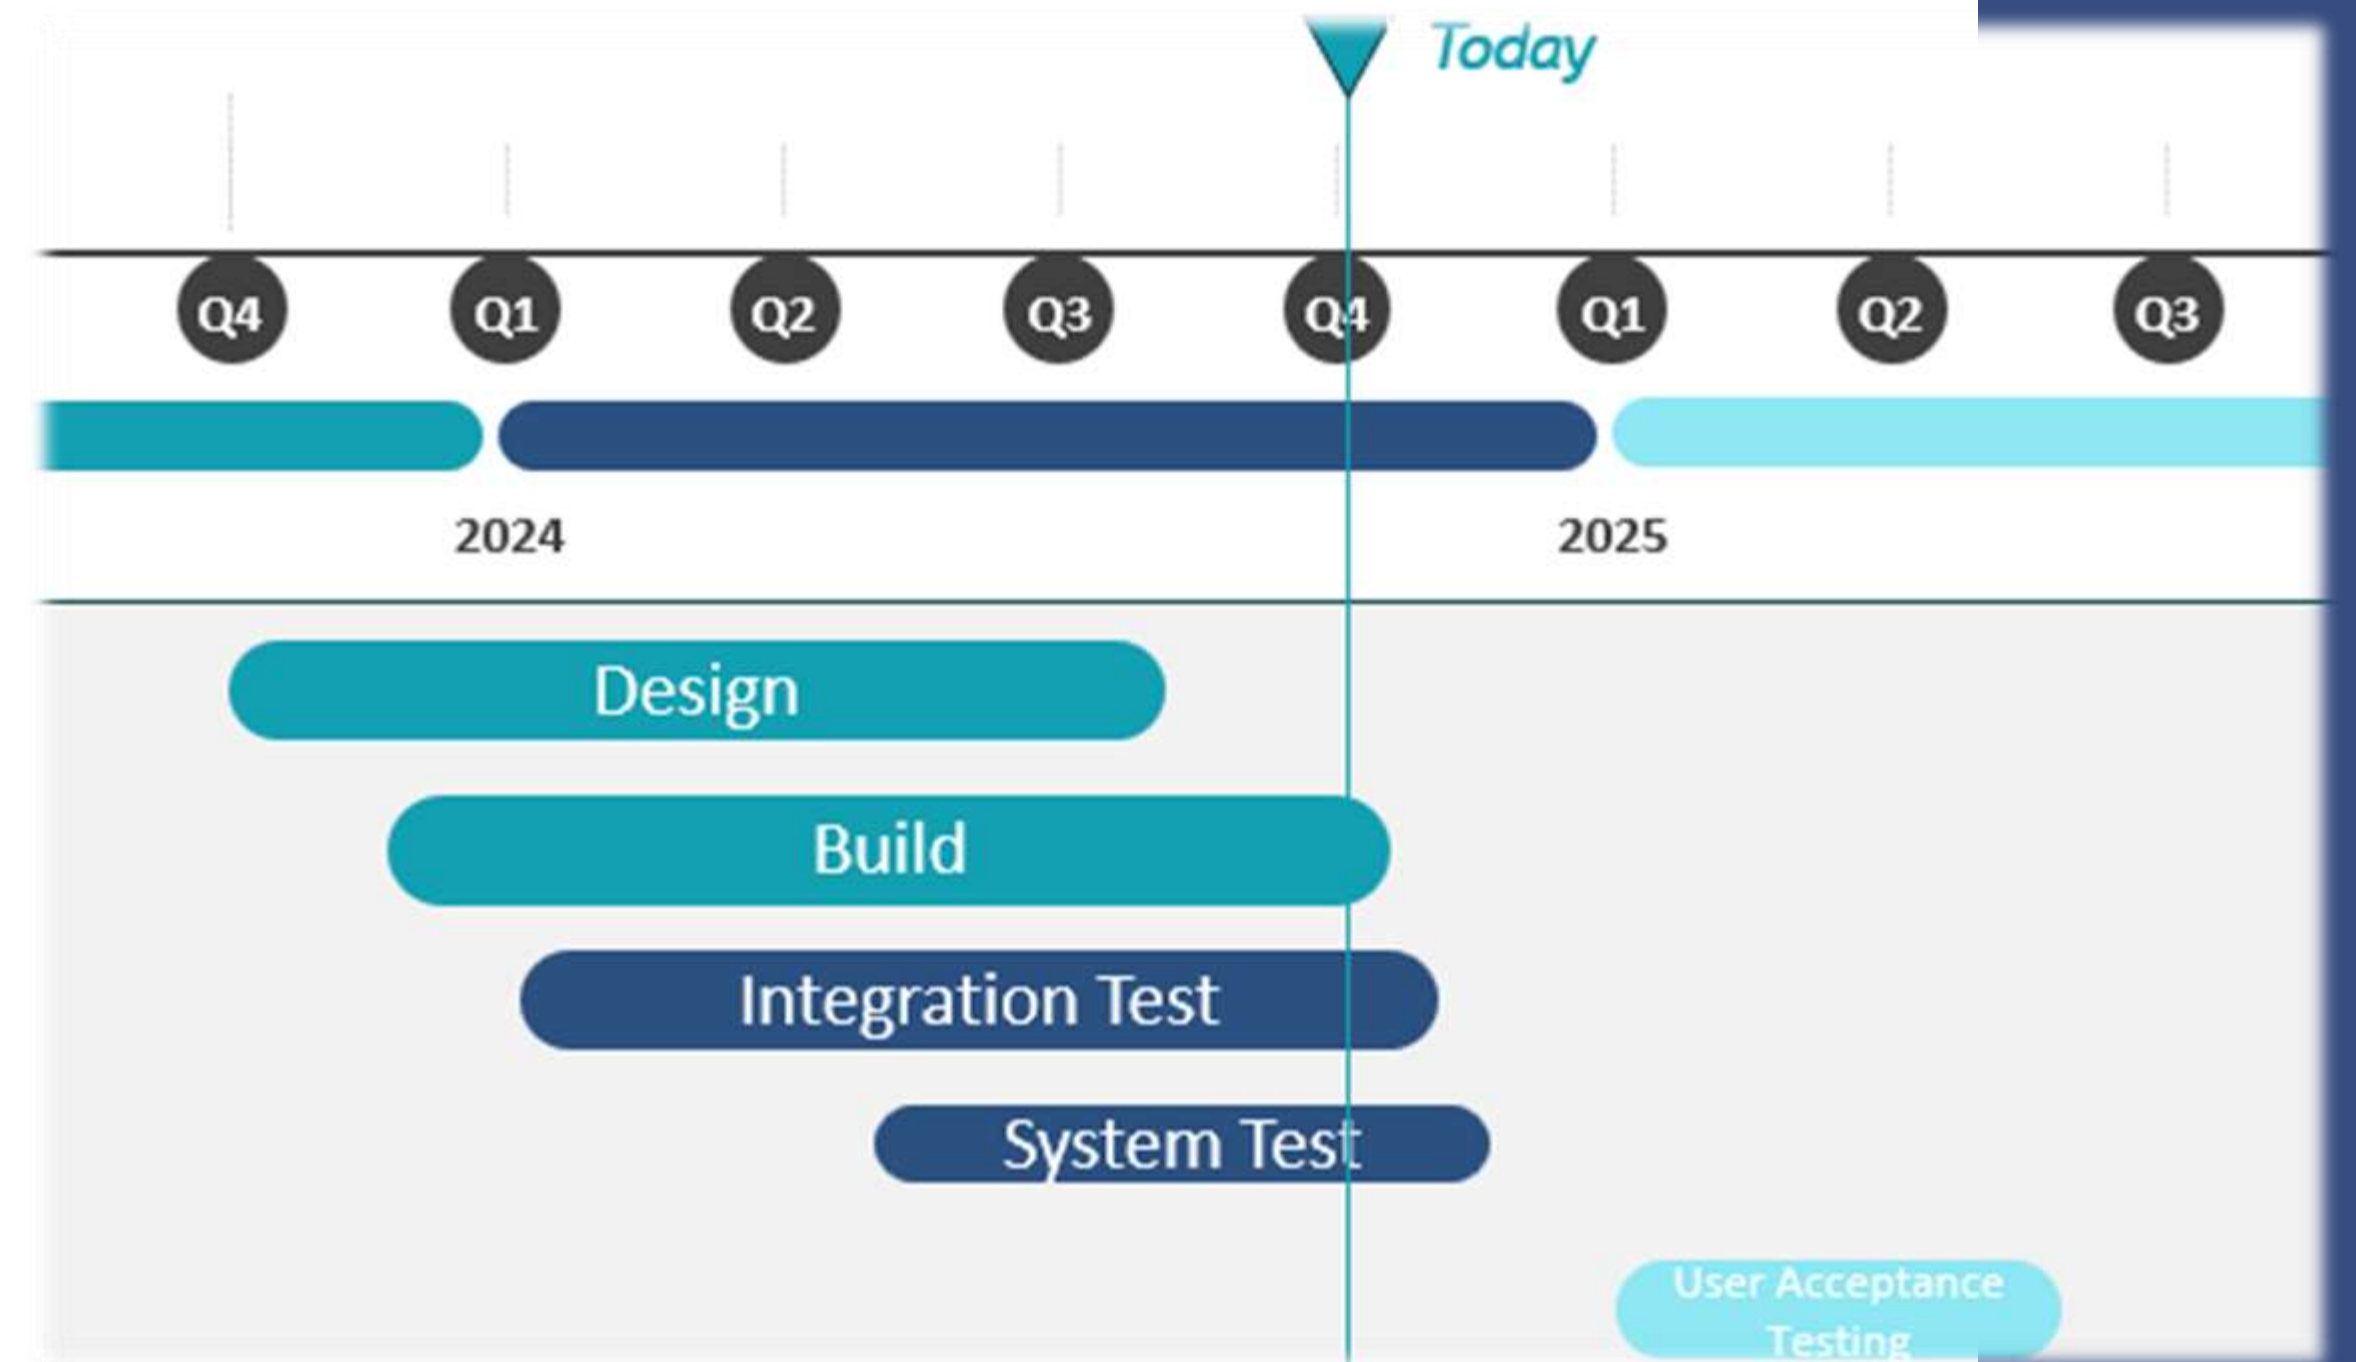 Today
Q4 Q1 Q2 Q3 Q4 Q1 Q2 Q3
2024 2025
Design
Build
Integration Test
System Test
User Acceptance
Testing